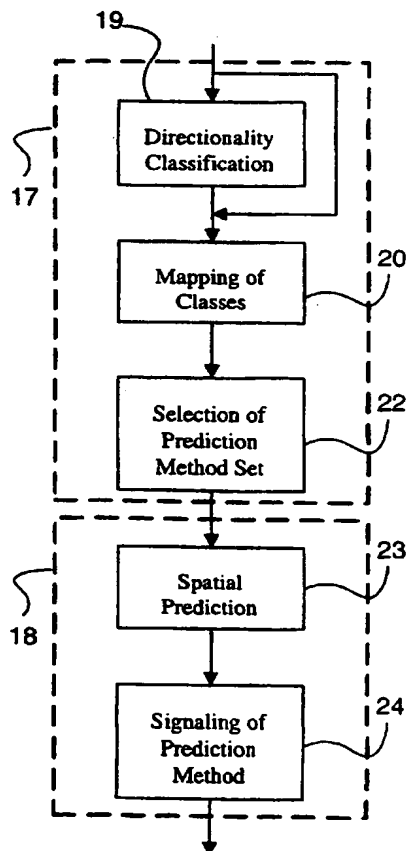 19
Directionality
Classification
17
Mapping of
Classes
20
Selection of
Prediction
Method Set
22
Spatial
Prediction
23
18
Signaling of
Prediction
Method
24